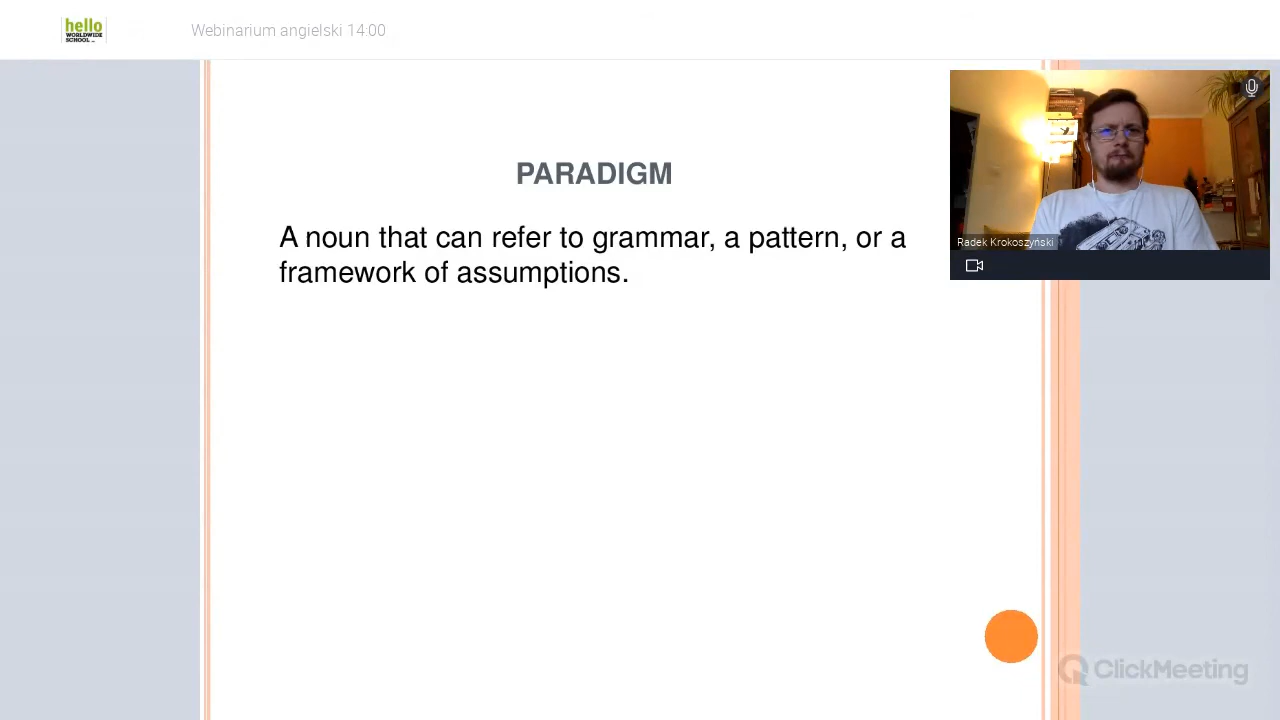 hello
WORLDWIDE
SCHOOL
Webinarium angielski 14:00
PARADIGM
A noun that can refer to grammar, a pattern, or a
framework of assumptions.
Radek Krokoszyński
ClickMeeting